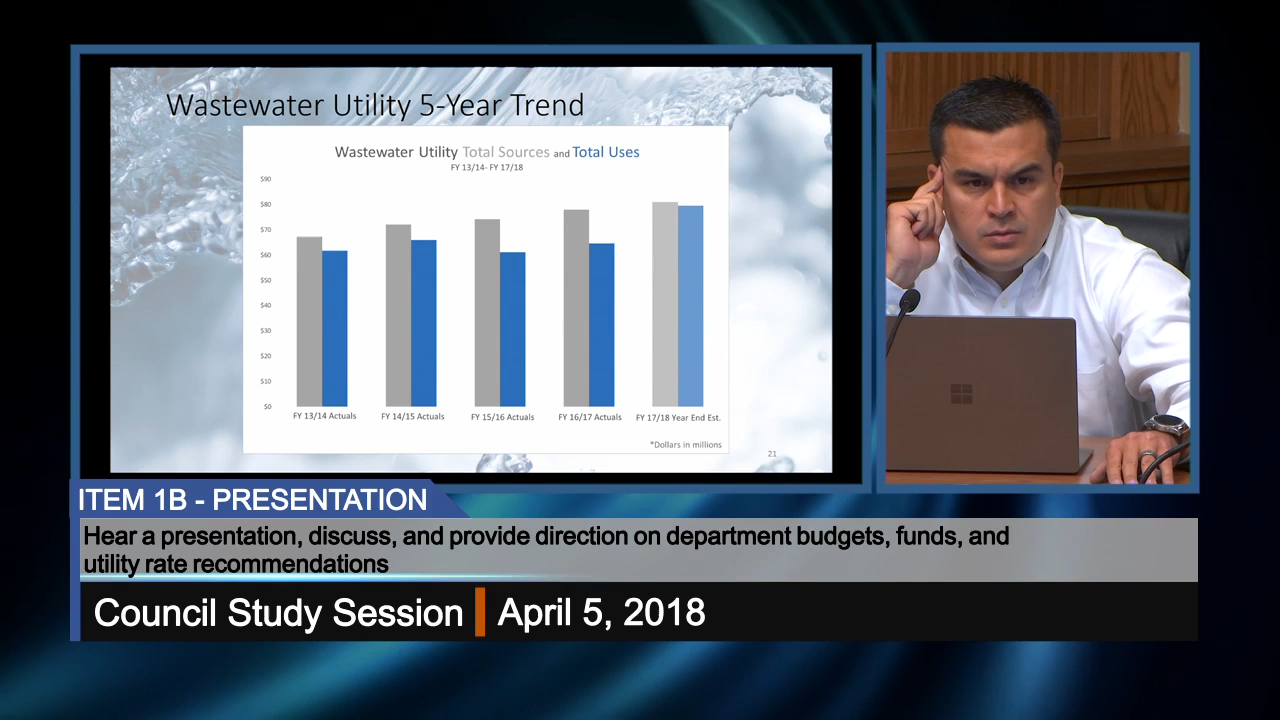 Wastewater Utility 5-Year Trend
Wastewater Utility Total Sources and Total Uses
FY 13/14- FY 17/18
$90
$80
$70
$60
$50
$40
$30
$20
$10
$0
FY 13/14 Actuals
FY 14/15 Actuals
FY 15/16 Actuals
FY 16/17 Actuals
FY 17/18 Year End Est.
*Dollars in millions
21
ITEM 1B - PRESENTATION
Hear a presentation, discuss, and provide direction on department budgets, funds, and
utility rate recommendations
Council Study Session
April 5, 2018